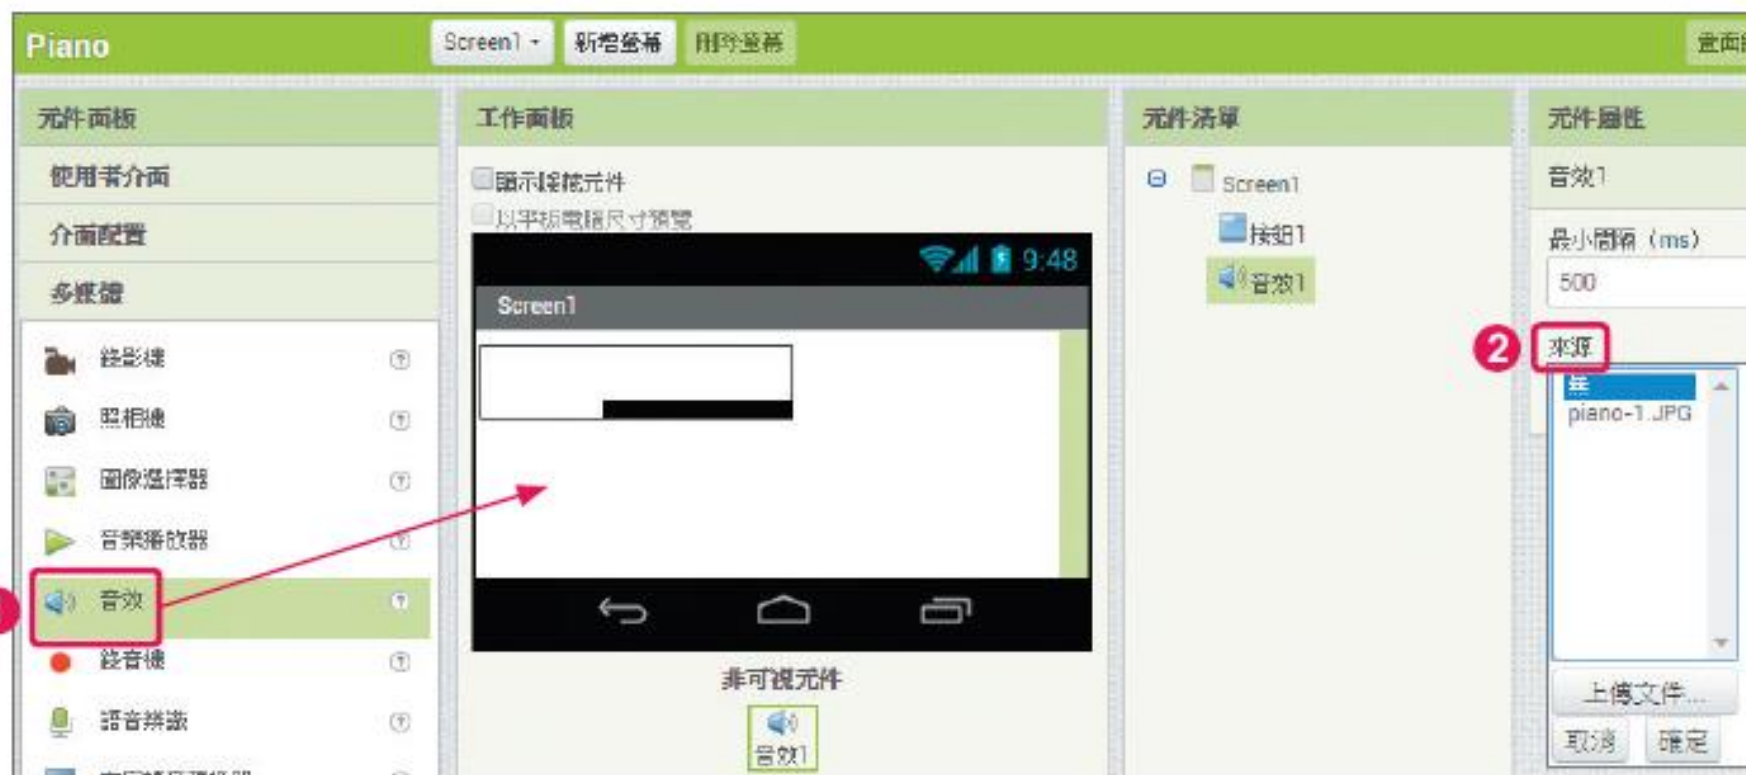 Piano
Screen1
新增螢幕
刪除螢幕
元件面板
使用者介面
介面配置
多媒體
錄影機
照相機
圖像選擇器
音樂播放器
音效
錄音機
語音辨識
工作面板
顯示隱藏元件
以平板電腦尺寸預覽
9:48
Screen1
非可視元件
音效1
元件清單
Screen1
按鈕1
音效1
畫面
元件屬性
音效1
最小間隔（ms）
500
2 來源
無
piano-1.JPG
上傳文件...
取消 確定